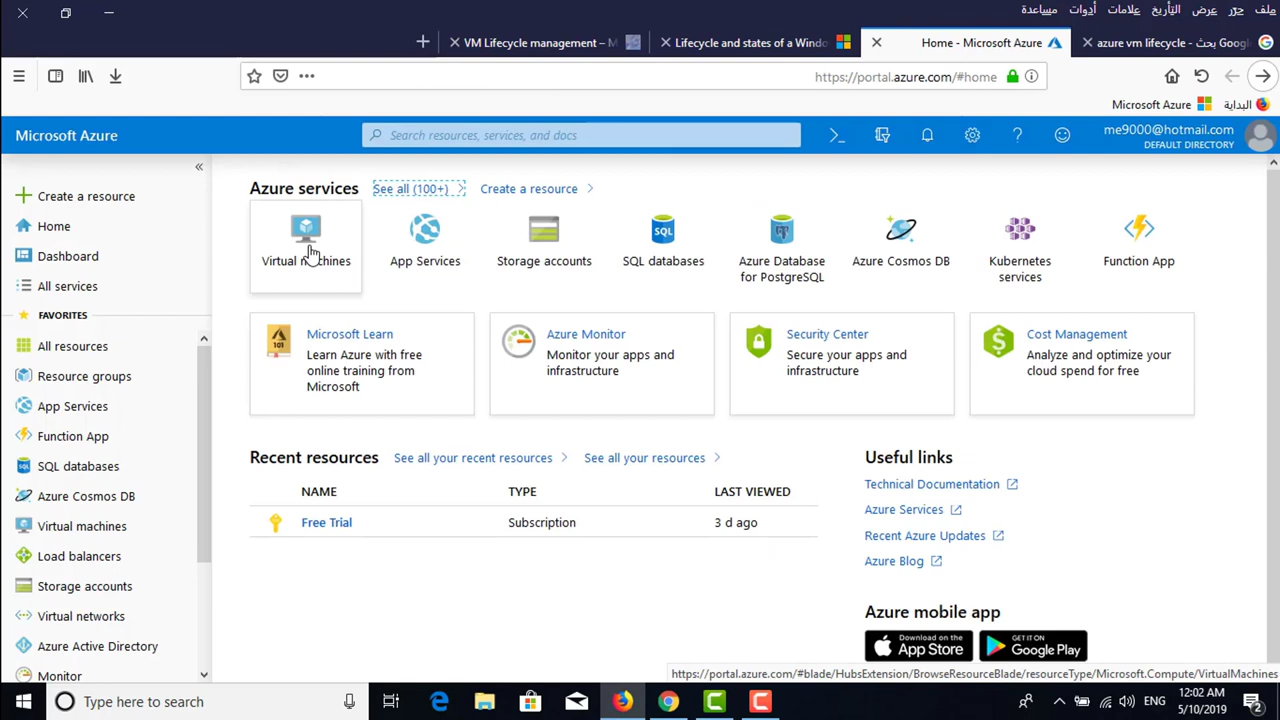 ملف حرّر عرض التأريخ علامات أدوات مساعدة
VM Lifecycle management – M
Lifecycle and states of a Windo
Home - Microsoft Azure
azure vm lifecycle - بحث Googl
https://portal.azure.com/#home
Microsoft Azure
البداية
Microsoft Azure
Search resources, services, and docs
me9000@hotmail.com
DEFAULT DIRECTORY
Create a resource
Home
Dashboard
All services
FAVORITES
All resources
Resource groups
App Services
Function App
SQL databases
Azure Cosmos DB
Virtual machines
Load balancers
Storage accounts
Virtual networks
Azure Active Directory
Monitor
Azure services
See all (100+)
Create a resource
Virtual machines
App Services
Storage accounts
SQL
SQL databases
Azure Database
for PostgreSQL
Azure Cosmos DB
Kubernetes
services
Function App
101
Microsoft Learn
Learn Azure with free
online training from
Microsoft
Azure Monitor
Monitor your apps and
infrastructure
Security Center
Secure your apps and
infrastructure
Cost Management
Analyze and optimize your
cloud spend for free
Recent resources
See all your recent resources
See all your resources
NAME
TYPE
LAST VIEWED
Free Trial
Subscription
3 d ago
Useful links
Technical Documentation
Azure Services
Recent Azure Updates
Azure Blog
Azure mobile app
Download on the
App Store
GET IT ON
Google Play
https://portal.azure.com/#blade/HubsExtension/BrowseResourceBlade/resourceType/Microsoft.Compute/VirtualMachines
Type here to search
ENG
12:02 AM
5/10/2019
2